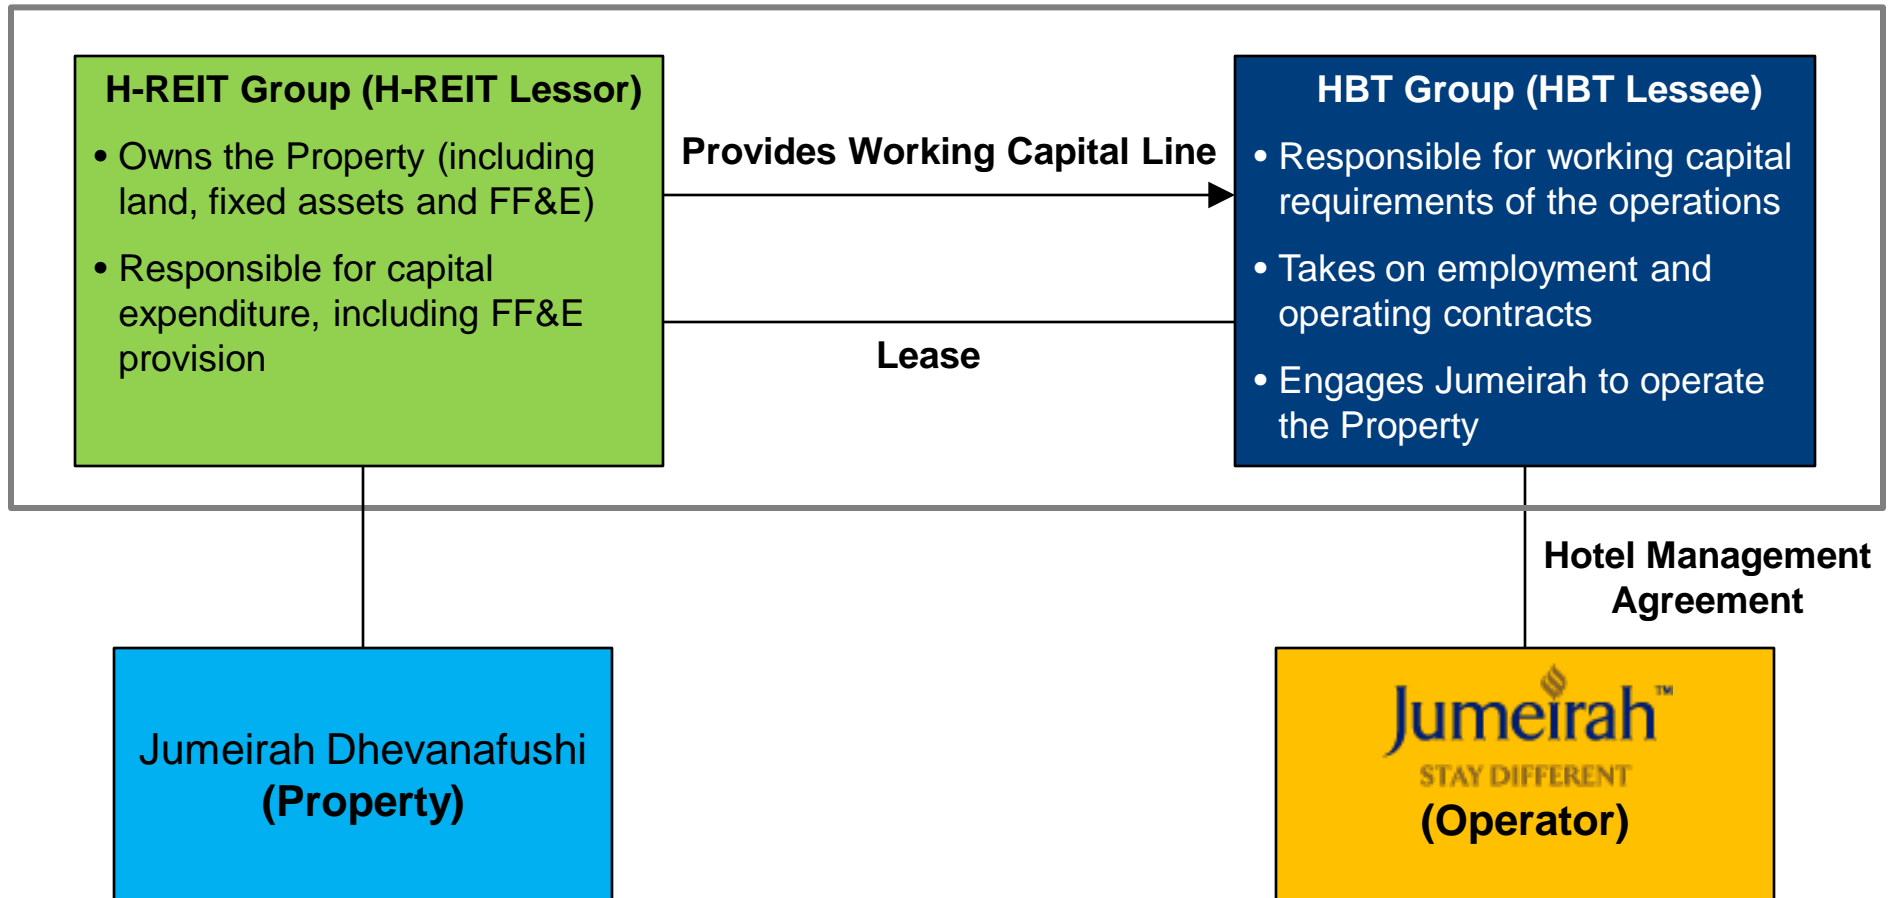 H-REIT Group (H-REIT Lessor)
• Owns the Property (including
land, fixed assets and FF&E)
• Responsible for capital
expenditure, including FF&E
provision
Provides Working Capital Line
Lease
HBT Group (HBT Lessee)
• Responsible for working capital
requirements of the operations
• Takes on employment and
operating contracts
• Engages Jumeirah to operate
the Property
Hotel Management
Agreement
Jumeirah Dhevanafushi
(Property)
Jumeirah™
STAY DIFFERENT
(Operator)